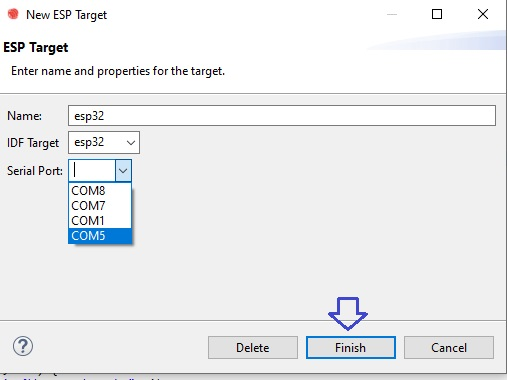 New ESP Target
ESP Target
Enter name and properties for the target.
Name: esp32
IDF Target esp32
Serial Port:
COM8
COM7
COM1
COM5
? Delete Finish Cancel